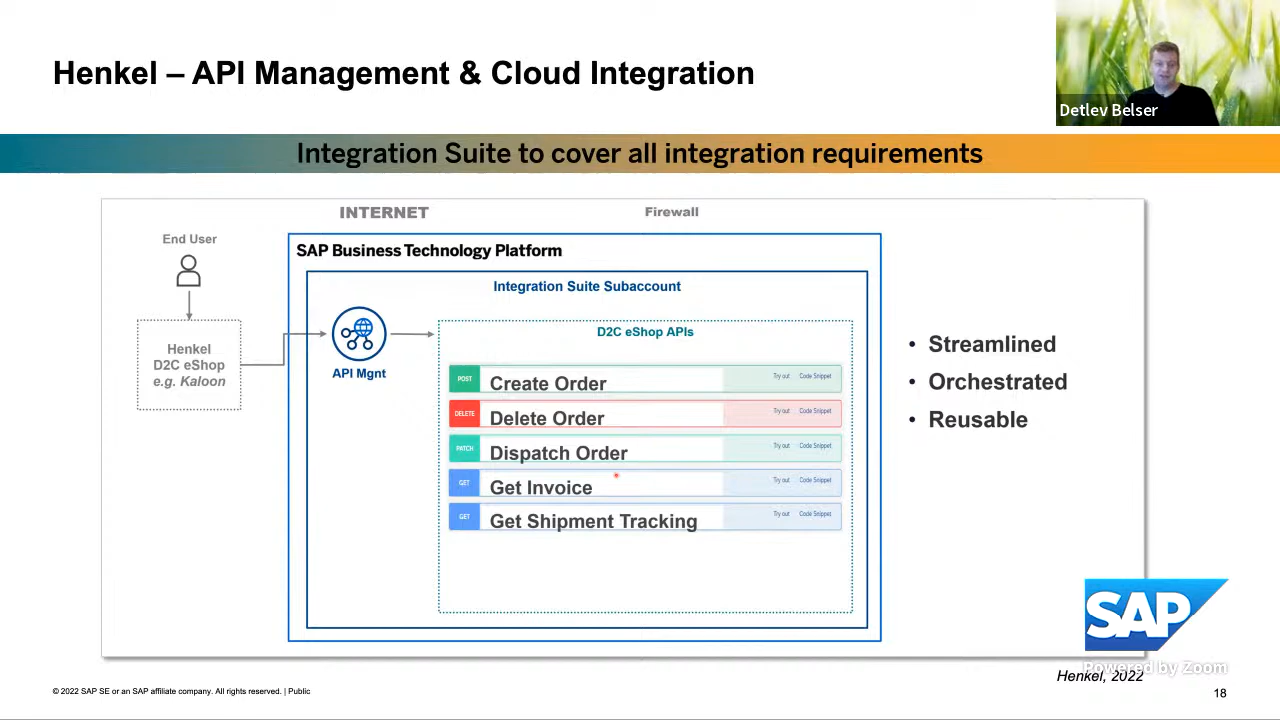 Henkel – API Management & Cloud Integration
Detlev Belser
Integration Suite to cover all integration requirements
INTERNET
Firewall
End User
SAP Business Technology Platform
Integration Suite Subaccount
D2C eShop APIs
Henkel
D2C eShop
e.g. Kaloon
API Mgnt
POST Create Order Try out Code Snippet
DELETE Delete Order Try out Code Snippet
PATCH Dispatch Order Try out Code Snippet
GET Get Invoice Try out Code Snippet
GET Get Shipment Tracking Try out Code Snippet
• Streamlined
• Orchestrated
• Reusable
SAP
Powered by Zoom
Henkel, 2022
© 2022 SAP SE or an SAP affiliate company. All rights reserved. | Public
18